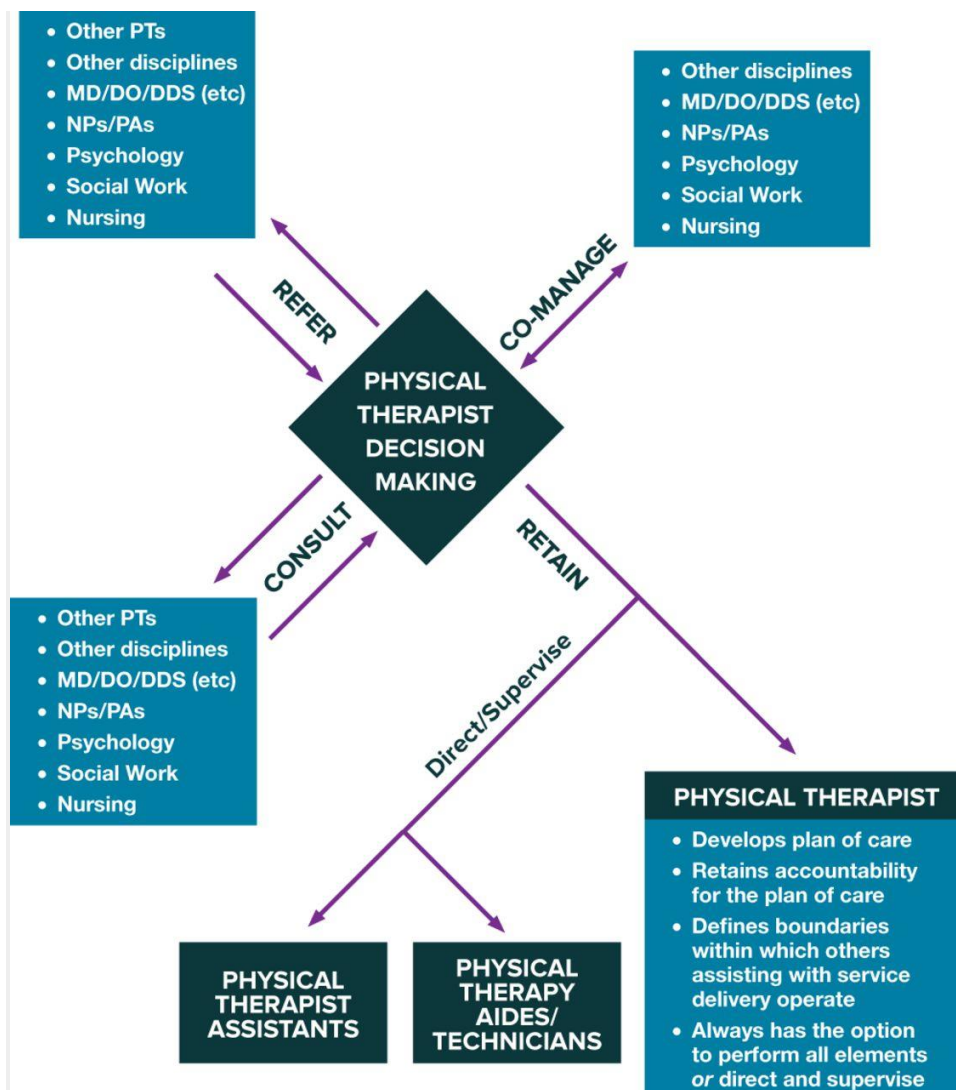 • Other PTs
• Other disciplines
• MD/DO/DDS (etc)
• NPs/PAs
• Psychology
• Social Work
• Nursing
• Other disciplines
• MD/DO/DDS (etc)
• NPs/PAs
• Psychology
• Social Work
• Nursing
REFER
CO-MANAGE
PHYSICAL
THERAPIST
DECISION
MAKING
CONSULT
RETAIN
• Other PTs
• Other disciplines
• MD/DO/DDS (etc)
• NPs/PAs
• Psychology
• Social Work
• Nursing
Direct/Supervise
PHYSICAL
THERAPIST
ASSISTANTS
PHYSICAL
THERAPY
AIDES/
TECHNICIANS
PHYSICAL THERAPIST
• Develops plan of care
• Retains accountability
for the plan of care
• Defines boundaries
within which others
assisting with service
delivery operate
• Always has the option
to perform all elements
or direct and supervise